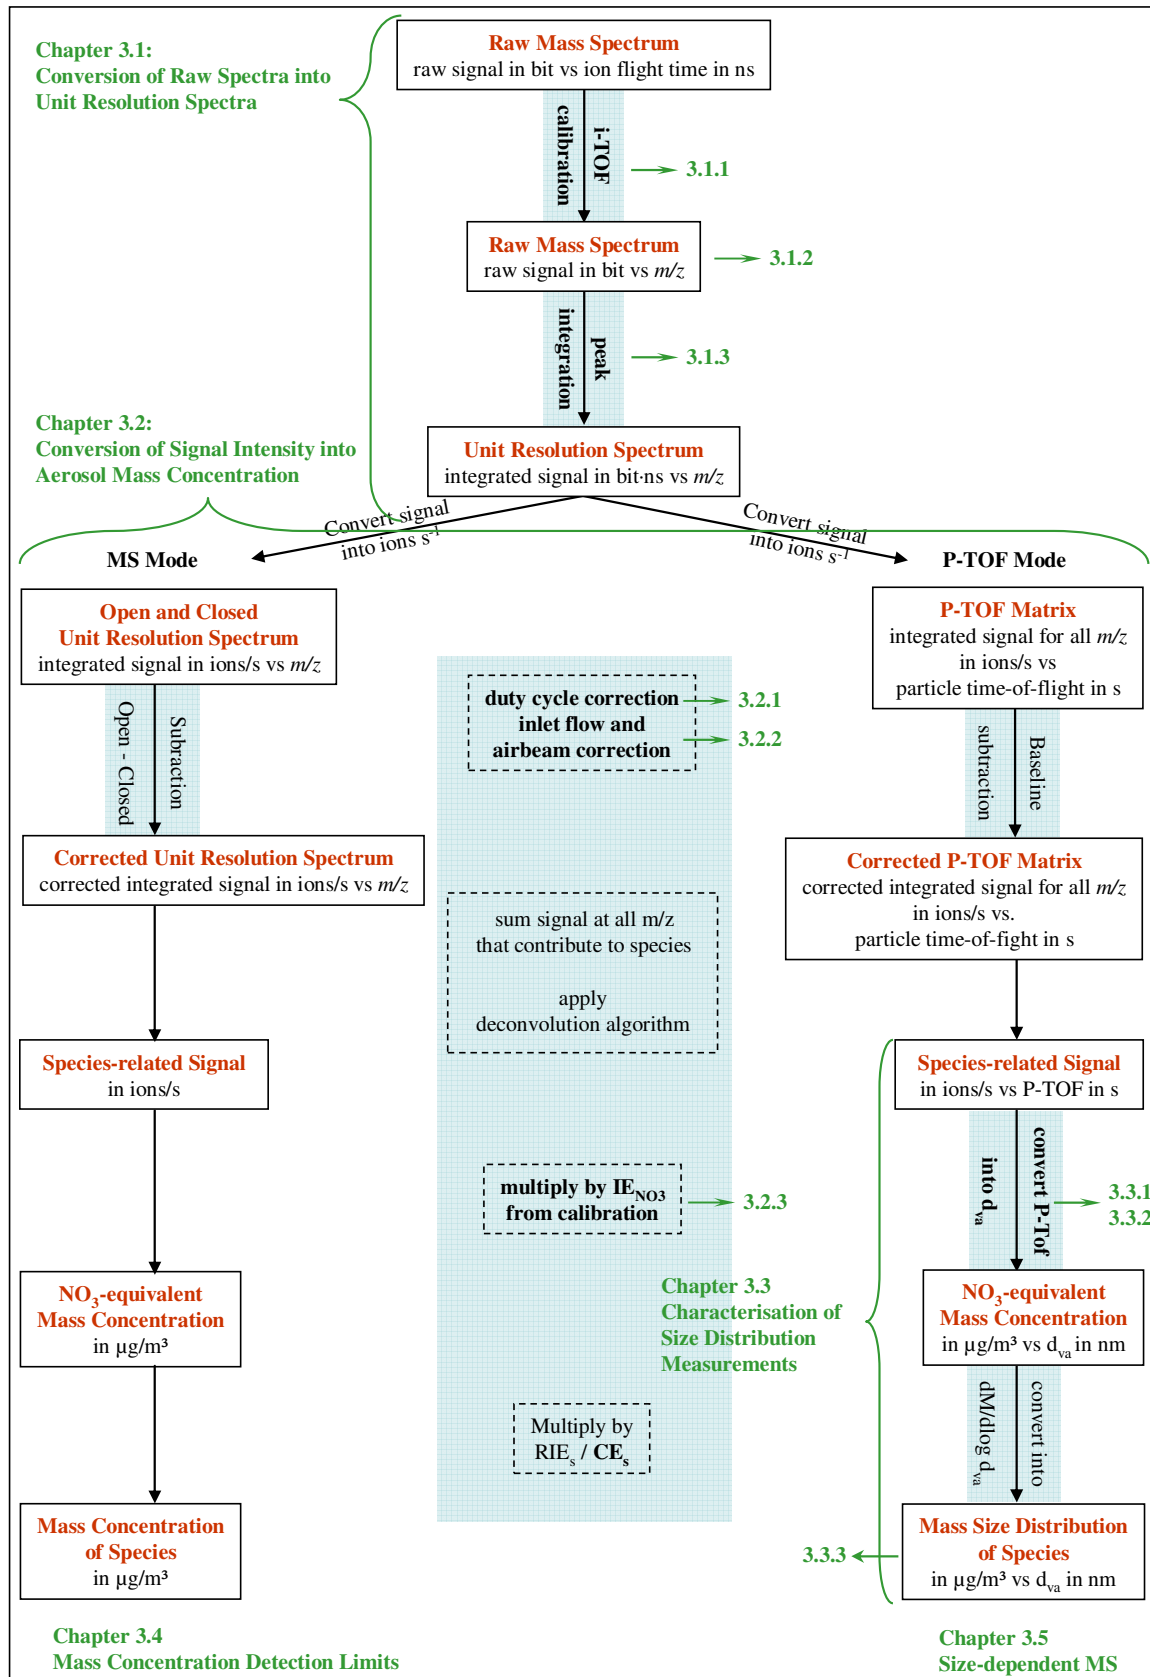 Chapter 3.1:
Conversion of Raw Spectra into
Unit Resolution Spectra
Raw Mass Spectrum
raw signal in bit vs ion flight time in ns
i-TOF
calibration
3.1.1
Raw Mass Spectrum
raw signal in bit vs m/z
3.1.2
peak
integration
3.1.3
Chapter 3.2:
Conversion of Signal Intensity into
Aerosol Mass Concentration
Unit Resolution Spectrum
integrated signal in bit·ns vs m/z
Convert signal
into ions s⁻¹
Convert signal
into ions s⁻¹
MS Mode
P-TOF Mode
Open and Closed
Unit Resolution Spectrum
integrated signal in ions/s vs m/z
Subraction
Open - Closed
Corrected Unit Resolution Spectrum
corrected integrated signal in ions/s vs m/z
Species-related Signal
in ions/s
NO₃-equivalent
Mass Concentration
in µg/m³
Mass Concentration
of Species
in µg/m³
Chapter 3.4
Mass Concentration Detection Limits
duty cycle correction
inlet flow and
airbeam correction
3.2.1
3.2.2
sum signal at all m/z
that contribute to species
apply
deconvolution algorithm
multiply by IE_NO3
from calibration
3.2.3
Multiply by
RIEₛ / CEₛ
P-TOF Matrix
integrated signal for all m/z
in ions/s vs
particle time-of-flight in s
Baseline
subtraction
Corrected P-TOF Matrix
corrected integrated signal for all m/z
in ions/s vs.
particle time-of-fight in s
Species-related Signal
in ions/s vs P-TOF in s
convert P-Tof
into d_va
3.3.1
3.3.2
Chapter 3.3
Characterisation of
Size Distribution
Measurements
NO₃-equivalent
Mass Concentration
in µg/m³ vs d_va in nm
convert into
dM/dlog d_va
Mass Size Distribution
of Species
in µg/m³ vs d_va in nm
3.3.3
Chapter 3.5
Size-dependent MS